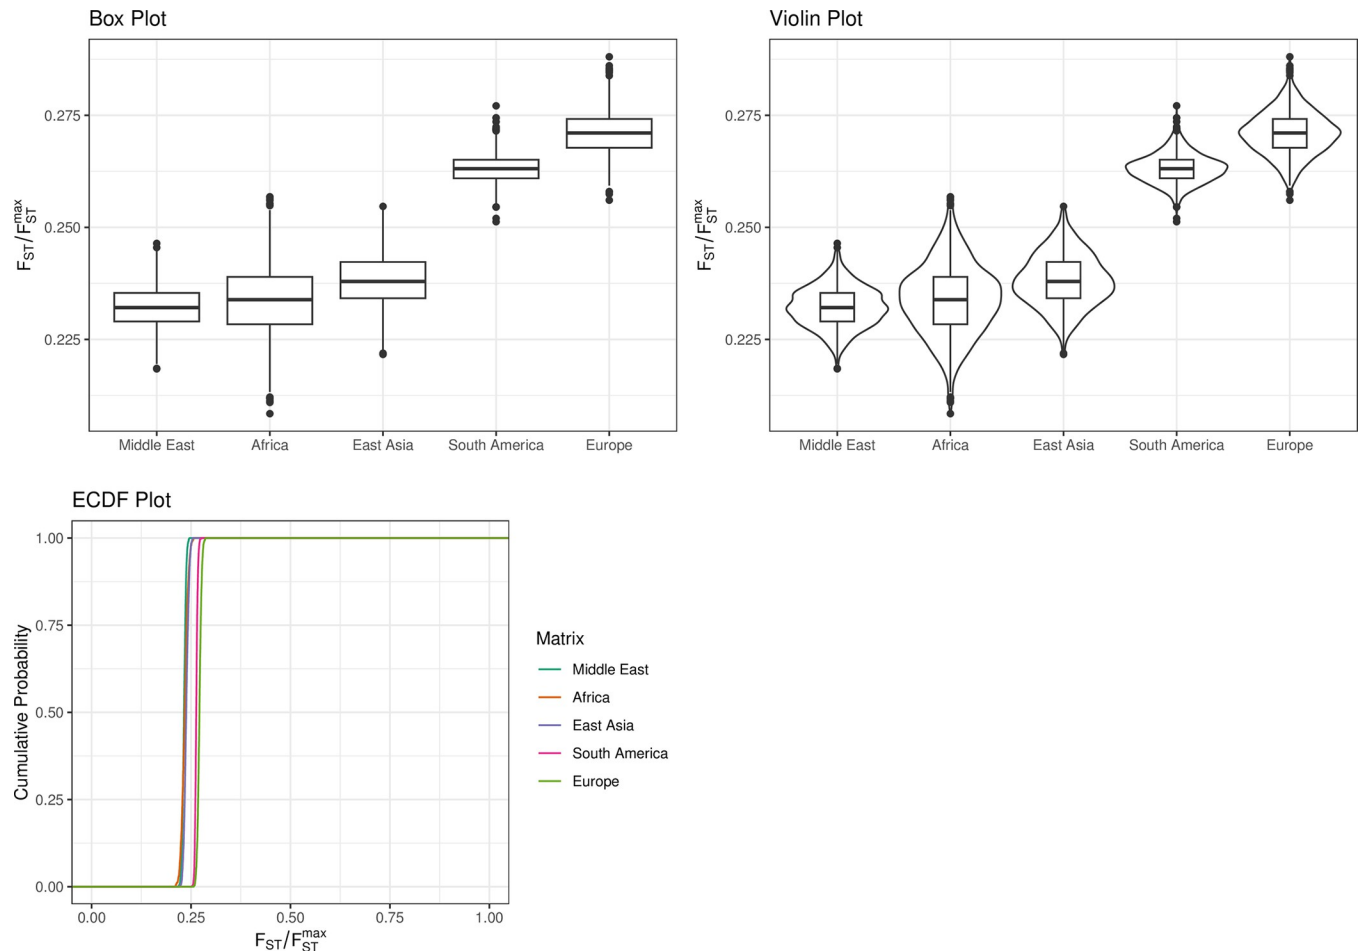 Box Plot
F_ST/F_ST^max
0.275
0.250
0.225
Middle East Africa East Asia South America Europe
Violin Plot
F_ST/F_ST^max
0.275
0.250
0.225
Middle East Africa East Asia South America Europe
ECDF Plot
Cumulative Probability
1.00
0.75
0.50
0.25
0.00
0.00 0.25 0.50 0.75 1.00
F_ST/F_ST^max
Matrix
Middle East
Africa
East Asia
South America
Europe